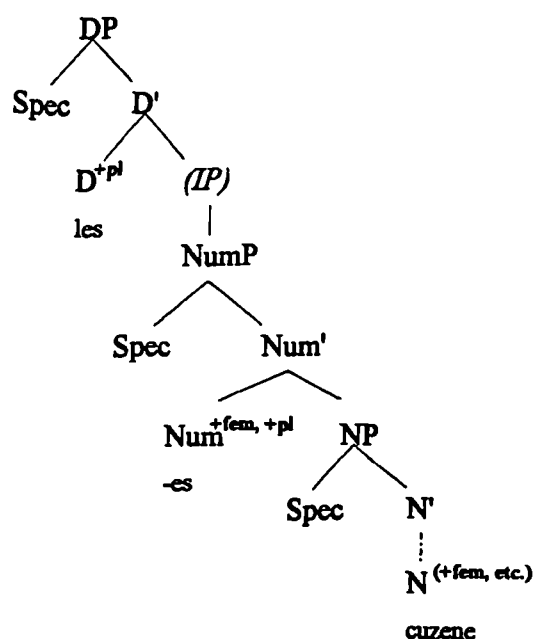 DP
Spec D'
D+pl (IP)
les
NumP
Spec Num'
Num+fem, +pl NP
-es
Spec N'
N (+fem, etc.)
cuzene